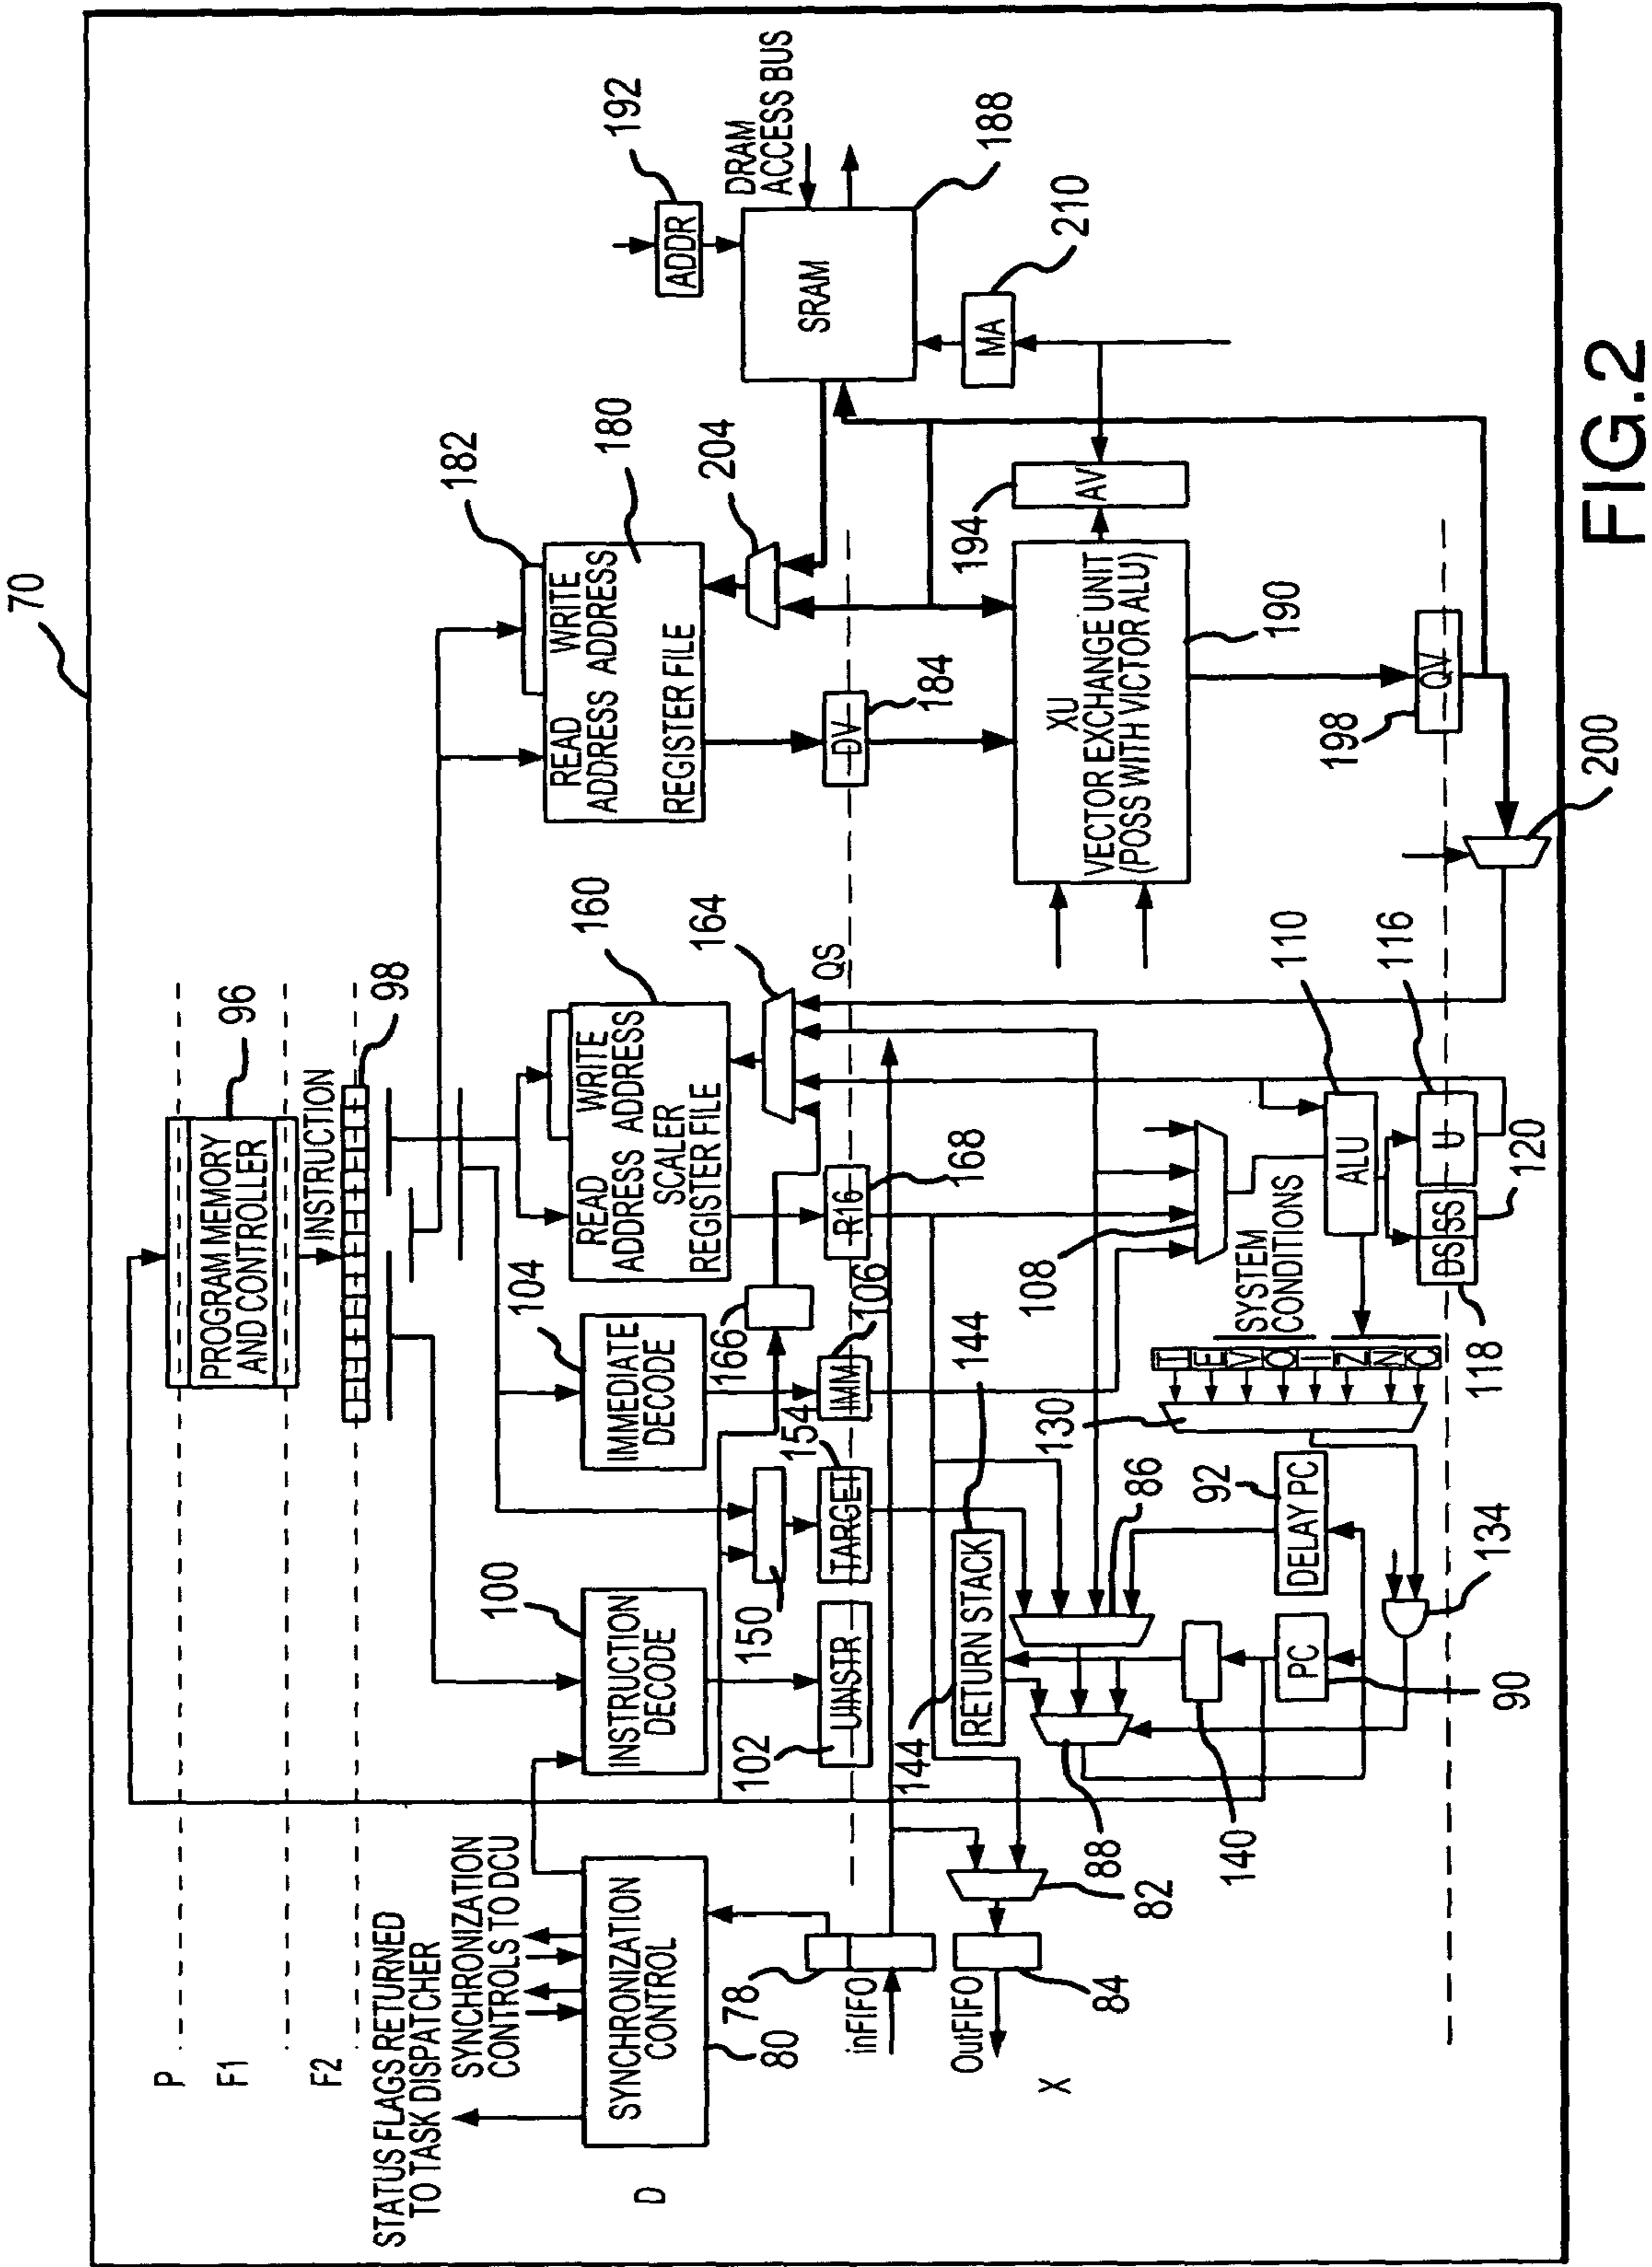 70
P
F1
F2
D
X
PROGRAM MEMORY
AND CONTROLLER
96
INSTRUCTION
98
STATUS FLAGS RETURNED
TO TASK DISPATCHER
SYNCHRONIZATION
CONTROLS TO DCU
SYNCHRONIZATION
CONTROL
80
78
inFIFO
OutFIFO
84
82
100
INSTRUCTION
DECODE
102
UINSTR
150
TARGET
154
104
IMMEDIATE
DECODE
IMM
106
166
READ WRITE
ADDRESS ADDRESS
SCALER
REGISTER FILE
160
164
R16
168
QS
182
READ WRITE
ADDRESS ADDRESS
REGISTER FILE
180
204
DV
184
192
ADDR
DRAM
ACCESS BUS
SRAM
188
MA
210
194
AV
XU
VECTOR EXCHANGE UNIT
(POSS WITH VICTOR ALU)
190
198
QV
200
144
RETURN STACK
144
86
88
140
PC
90
92
DELAY PC
134
130
SYSTEM
CONDITIONS
T
E
V
O
I
Z
N
C
108
ALU
110
U
116
DS
SS
118
120
FIG.2